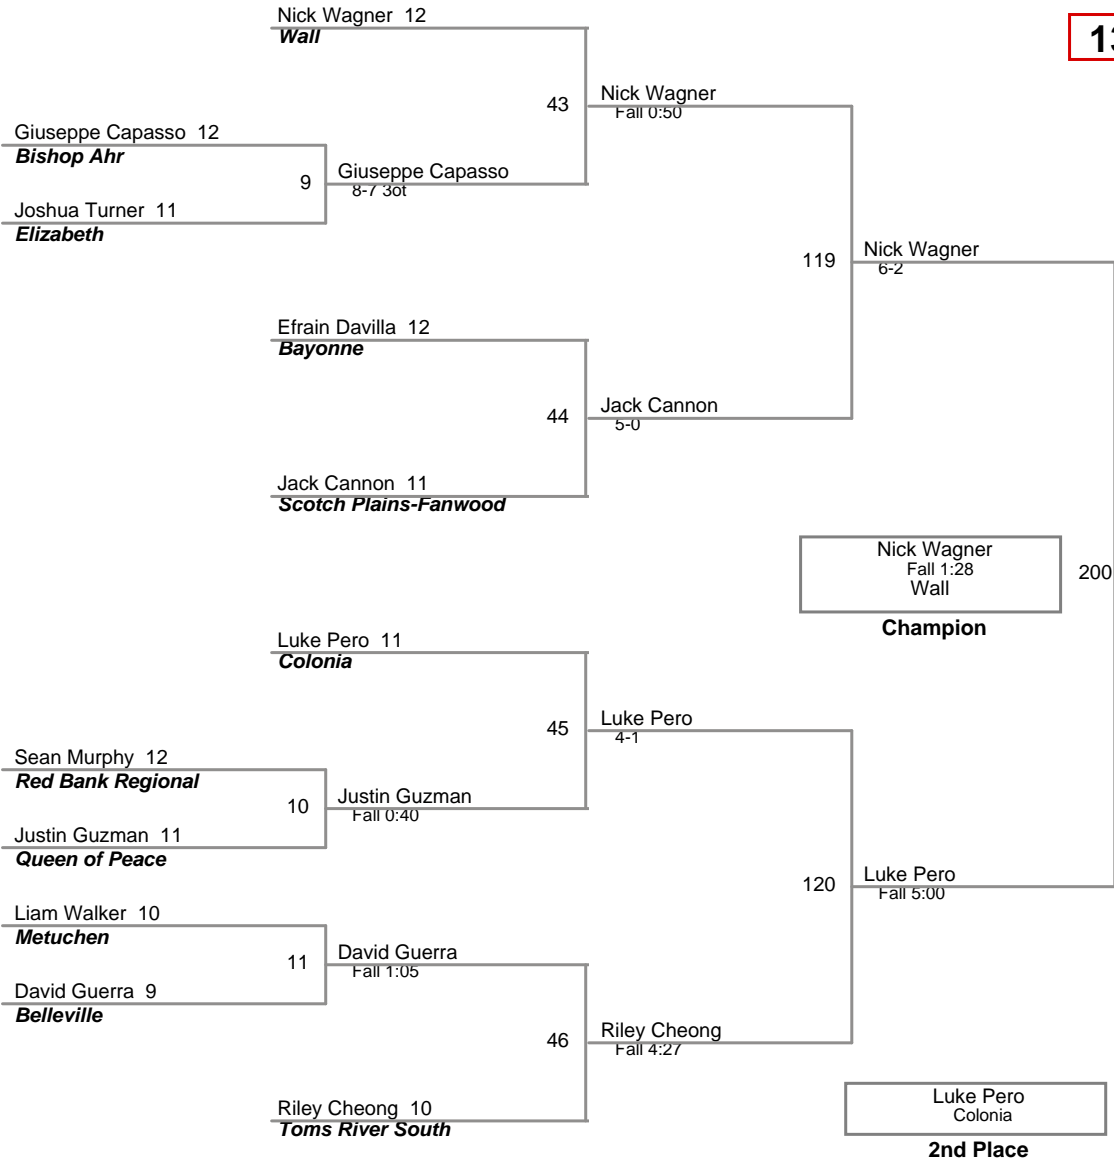 Nick Wagner 12
Wall
13
43
Nick Wagner
Fall 0:50
Giuseppe Capasso 12
Bishop Ahr
9
Giuseppe Capasso
8-7 3ot
Joshua Turner 11
Elizabeth
119
Nick Wagner
6-2
Efrain Davilla 12
Bayonne
44
Jack Cannon
5-0
Jack Cannon 11
Scotch Plains-Fanwood
Nick Wagner
Fall 1:28
Wall
200
Champion
Luke Pero 11
Colonia
45
Luke Pero
4-1
Sean Murphy 12
Red Bank Regional
10
Justin Guzman
Fall 0:40
Justin Guzman 11
Queen of Peace
120
Luke Pero
Fall 5:00
Liam Walker 10
Metuchen
11
David Guerra
Fall 1:05
David Guerra 9
Belleville
46
Riley Cheong
Fall 4:27
Riley Cheong 10
Toms River South
Luke Pero
Colonia
2nd Place